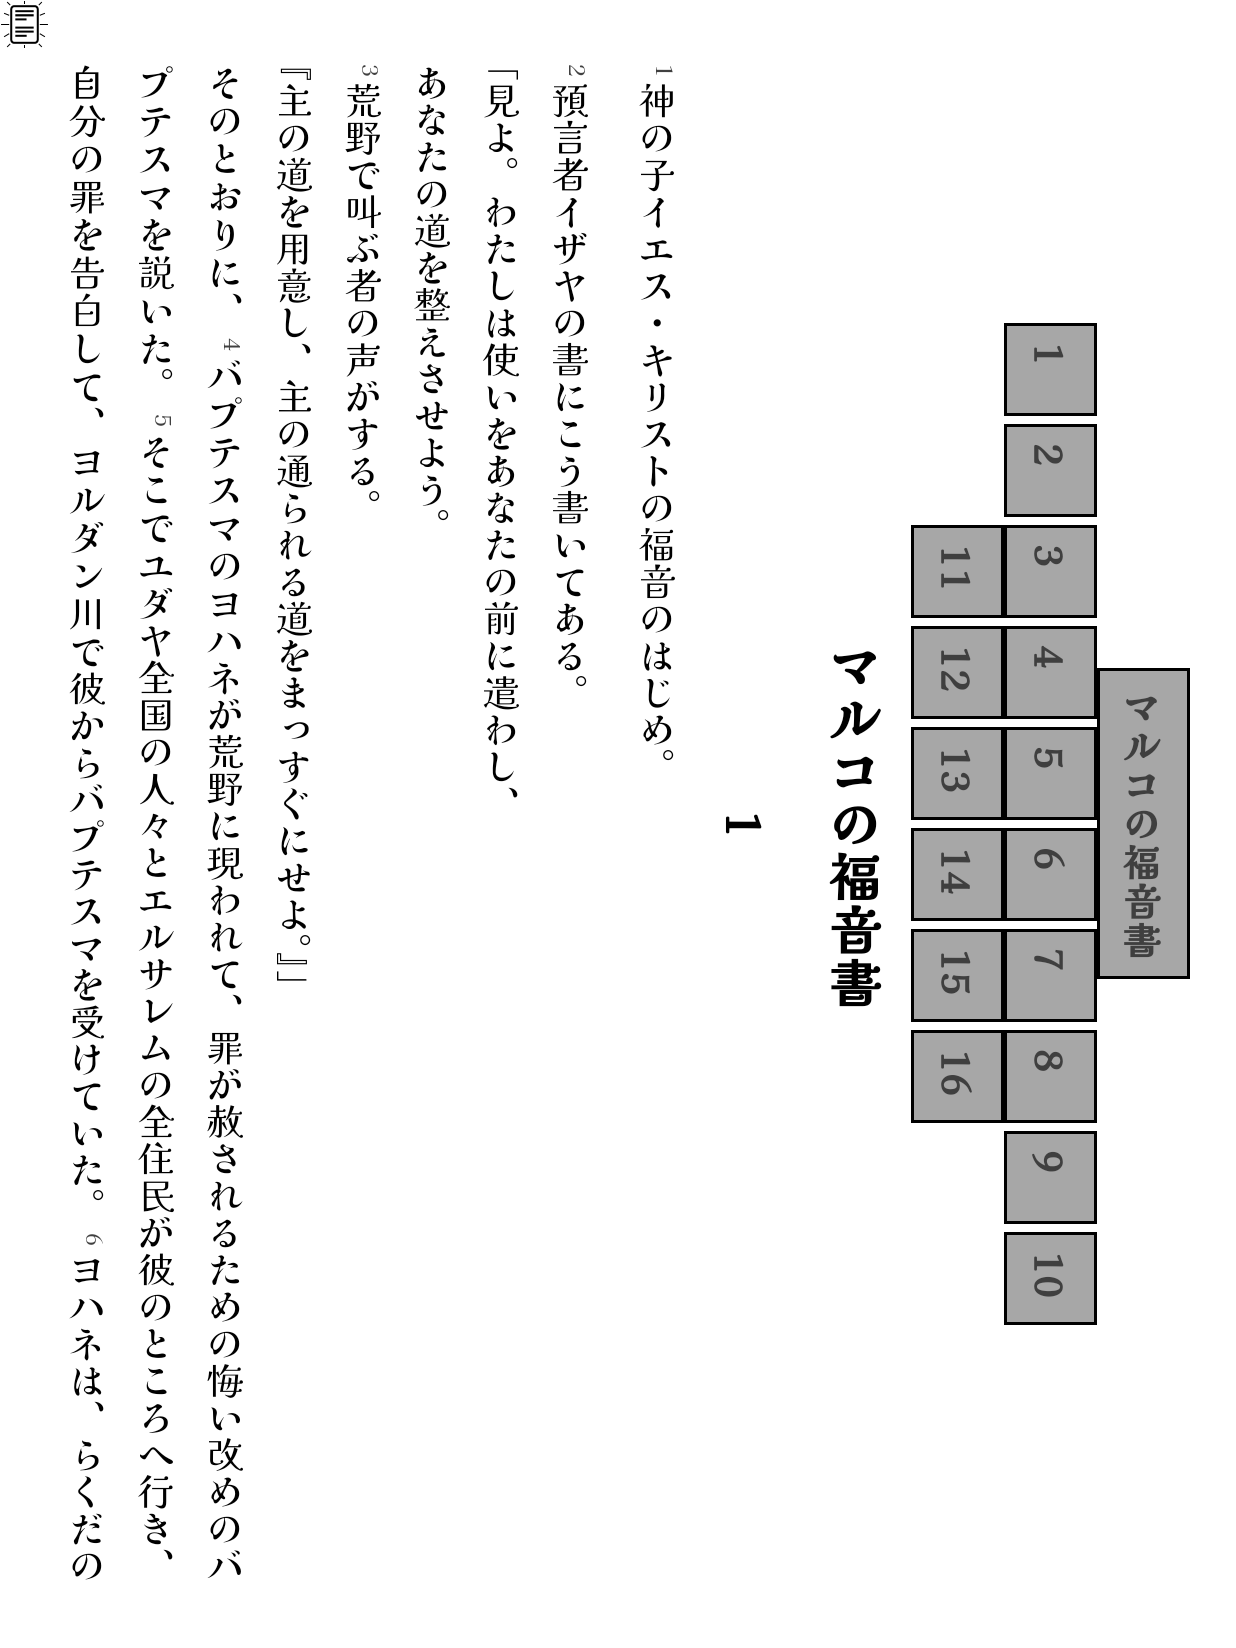 マルコの福音書
1
2
3
4
5
6
7
8
9
10
11
12
13
14
15
16
マルコの福音書
1
1 神の子イエス・キリストの福音のはじめ。
2 預言者イザヤの書にこう書いてある。
「見よ。わたしは使いをあなたの前に遣わし、
あなたの道を整えさせよう。
3 荒野で叫ぶ者の声がする。
『主の道を用意し、主の通られる道をまっすぐにせよ。』」
そのとおりに、 4 バプテスマのヨハネが荒野に現われて、罪が赦されるための悔い改めのバ
プテスマを説いた。 5 そこでユダヤ全国の人々とエルサレムの全住民が彼のところへ行き、
自分の罪を告白して、ヨルダン川で彼からバプテスマを受けていた。 6 ヨハネは、らくだの